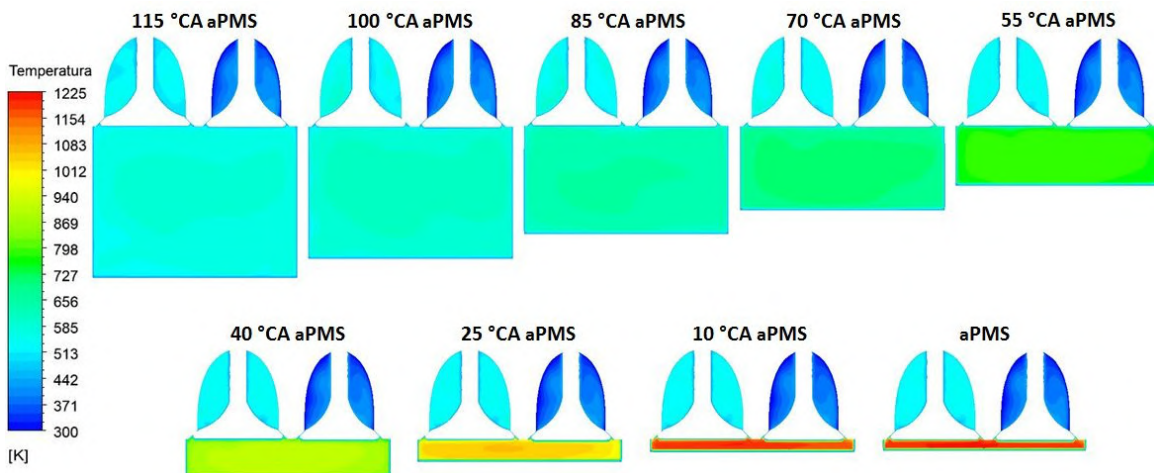 115 °CA aPMS
100 °CA aPMS
85 °CA aPMS
70 °CA aPMS
55 °CA aPMS
Temperatura
1225
1154
1083
1012
940
869
798
727
656
585
513
442
371
300
[K]
40 °CA aPMS
25 °CA aPMS
10 °CA aPMS
aPMS